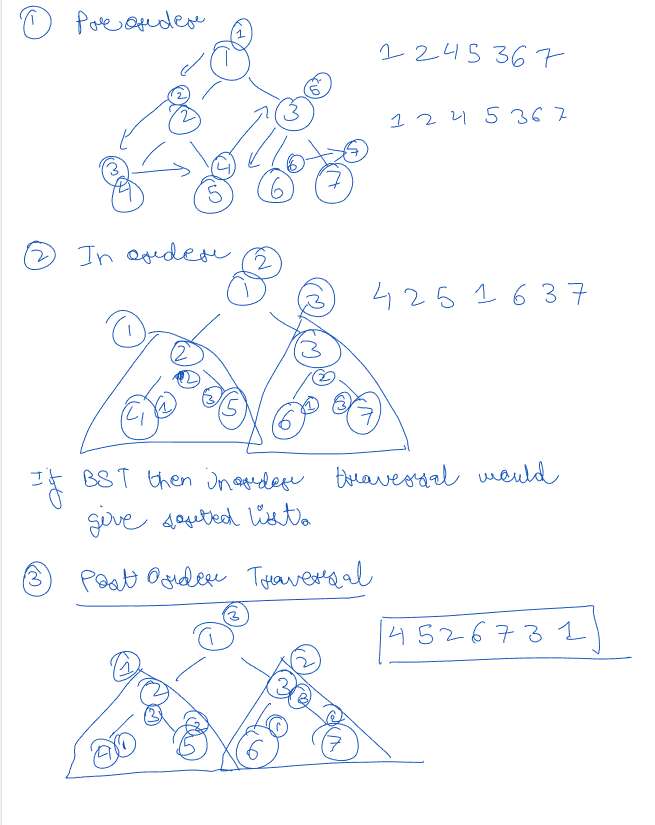 ① Preorder
1
1 1 2 4 5 3 6 7
2 6
2 3
1 2 4 5 3 6 7
3 4 6 7
4 5 6 7
② In order 2
1 3 4 2 5 1 6 3 7
1
2 3
2 2
4 1 3 5 6 1 3 7
If BST then inorder traversal would
give sorted list.
③ Post Order Traversal
3
1 4 5 2 6 7 3 1
1 2
2 3
3 3
4 1 2 5 6 1 2 7